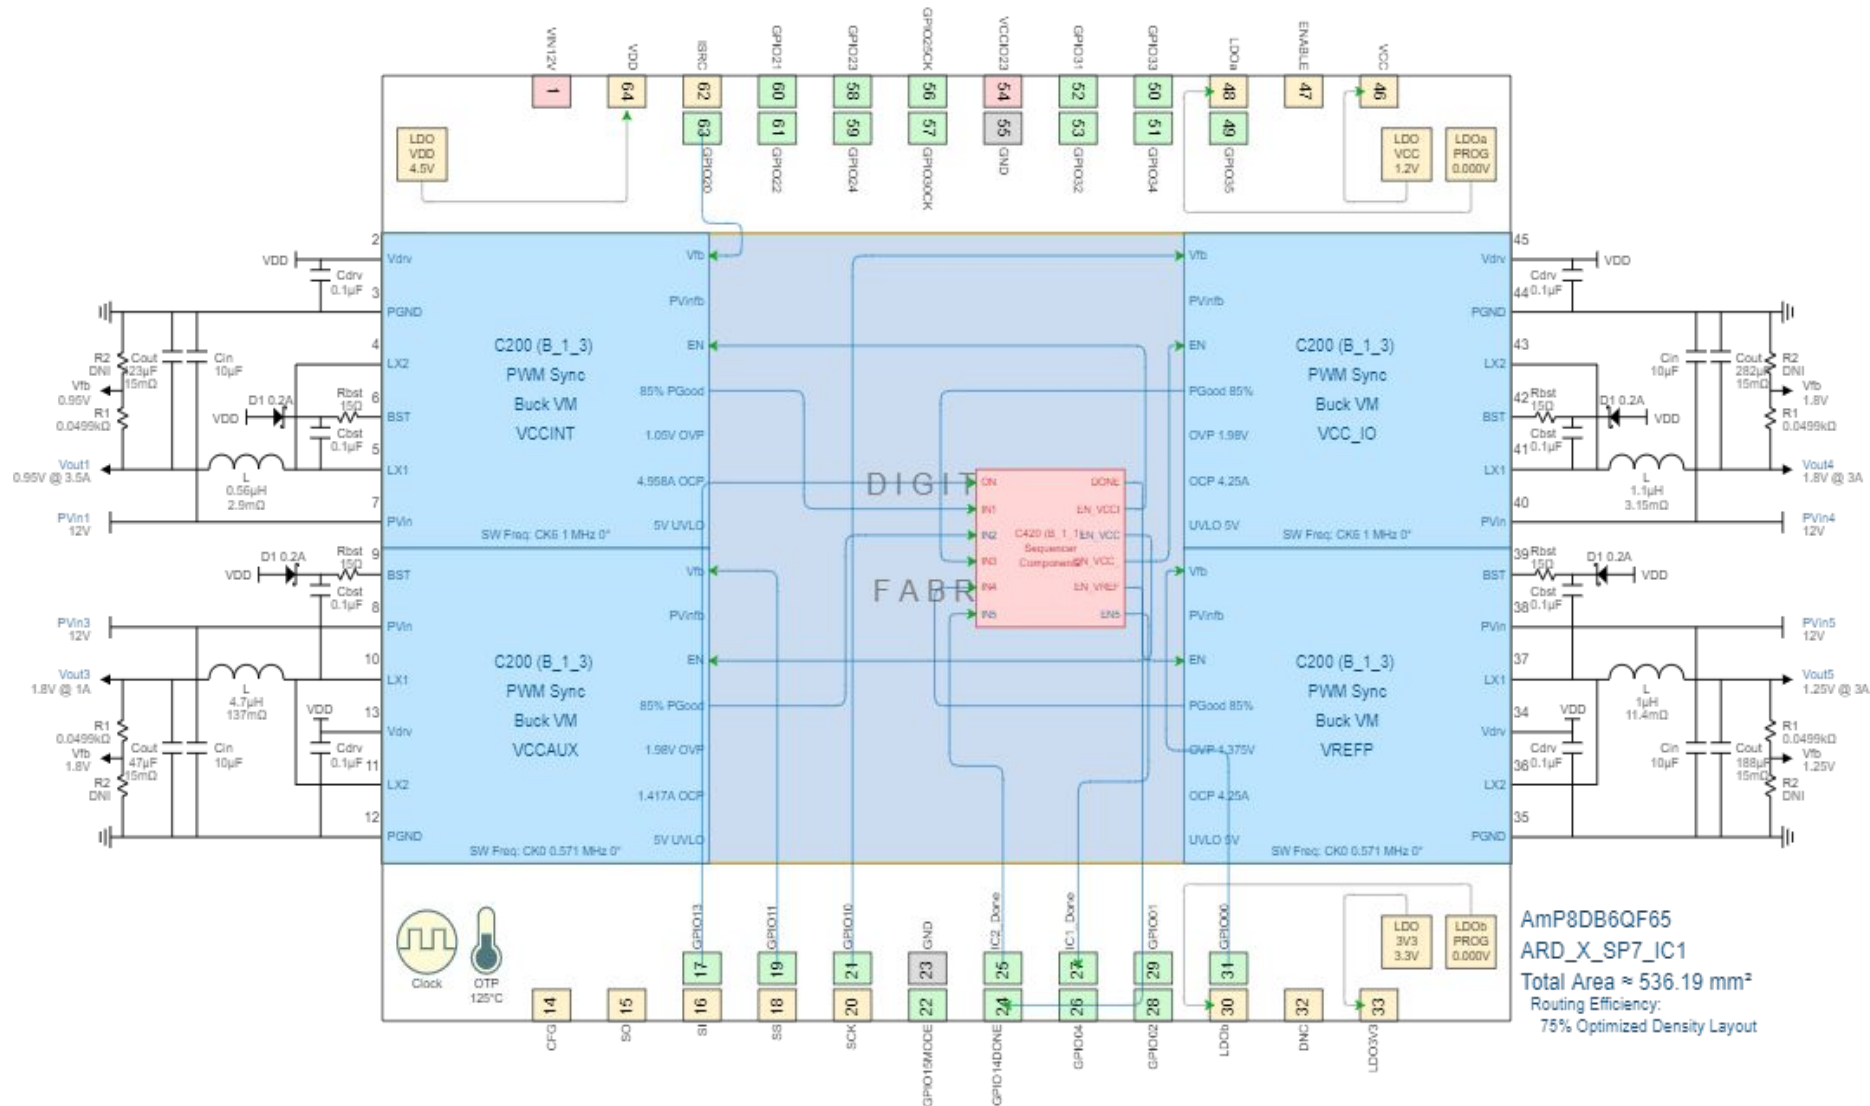 VIN12V
VDD
ISRC
GPIO21
GPIO23
GPIO25CK
VCCIO23
GPIO31
GPIO33
LDOa
ENABLE
VCC
1
64
62
60
58
56
54
52
50
48
47
46
63
61
59
57
55
53
51
49
GPIO20
GPIO22
GPIO24
GPIO30CK
GND
GPIO32
GPIO34
GPIO35
LDO
VDD
4.5V
LDO
VCC
1.2V
LDOa
PROG
0.000V
2
VDD
Cdrv
0.1µF
3
R2
DNI
Cout
15mΩ
Cin
10µF
4
Vfb
0.95V
R1
0.0499kΩ
D1 0.2A
VDD
Rbst
15Ω
6
Cbst
0.1µF
5
Vout1
0.95V @ 3.5A
L
0.56µH
2.9mΩ
7
PVin1
12V
Vdrv
PGND
LX2
BST
LX1
PVin
C200 (B_1_3)
PWM Sync
Buck VM
VCCINT
Vfb
PVinfb
EN
85% PGood
1.05V OVP
4.958A OCP
5V UVLO
SW Freq: CK6 1 MHz 0°
D1 0.2A
VDD
Rbst
15Ω
9
Cbst
0.1µF
8
PVin3
12V
10
Vout3
1.8V @ 1A
L
4.7µH
137mΩ
VDD
13
R1
0.0499kΩ
Vfb
1.8V
R2
DNI
Cout
47µF
15mΩ
Cin
10µF
Cdrv
0.1µF
11
12
BST
PVin
LX1
Vdrv
LX2
PGND
C200 (B_1_3)
PWM Sync
Buck VM
VCCAUX
Vfb
PVinfb
EN
85% PGood
1.98V OVP
1.417A OCP
5V UVLO
SW Freq: CK0 0.571 MHz 0°
DIGIT
FABR
ON
IN1
IN2
IN3
IN4
IN5
C420 (B_1_1)
Sequencer
DONE
EN_VCCI
EN_VCC
EN_VCC_
EN_VREF
EN5
Vfb
PVinfb
EN
PGood 85%
OVP 1.98V
OCP 4.25A
UVLO 5V
C200 (B_1_3)
PWM Sync
Buck VM
VCC_IO
SW Freq: CK6 1 MHz 0°
Vdrv
PGND
LX2
BST
LX1
PVin
45
VDD
Cdrv
0.1µF
44
43
Cin
10µF
Cout
282µF
15mΩ
R2
DNI
Vfb
1.8V
R1
0.0499kΩ
42
Rbst
15Ω
D1 0.2A
VDD
Cbst
0.1µF
41
L
1.1µH
3.15mΩ
Vout4
1.8V @ 3A
40
PVin4
12V
Vfb
PVinfb
EN
PGood 85%
OVP 1.375V
OCP 4.25A
UVLO 5V
C200 (B_1_3)
PWM Sync
Buck VM
VREFP
SW Freq: CK0 0.571 MHz 0°
BST
PVin
LX1
Vdrv
LX2
PGND
39
Rbst
15Ω
D1 0.2A
VDD
Cbst
0.1µF
38
PVin5
12V
37
L
1µH
11.4mΩ
Vout5
1.25V @ 3A
34
VDD
Cdrv
0.1µF
36
Cin
10µF
Cout
188µF
15mΩ
R1
0.0499kΩ
Vfb
1.25V
R2
DNI
35
Clock
OTP
125°C
GPIO13
GPIO11
GPIO10
GND
IC2_Done
IC1_Done
GPIO01
GPIO00
17
19
21
23
25
27
29
31
14
15
16
18
20
22
24
26
28
30
32
33
CFG
SO
SI
SS
SCK
GPIO15MODE
GPIO14DONE
GPIO04
GPIO02
LDOb
DNC
LDO3V3
LDO
3V3
3.3V
LDOb
PROG
0.000V
AmP8DB6QF65
ARD_X_SP7_IC1
Total Area ≈ 536.19 mm²
Routing Efficiency:
75% Optimized Density Layout